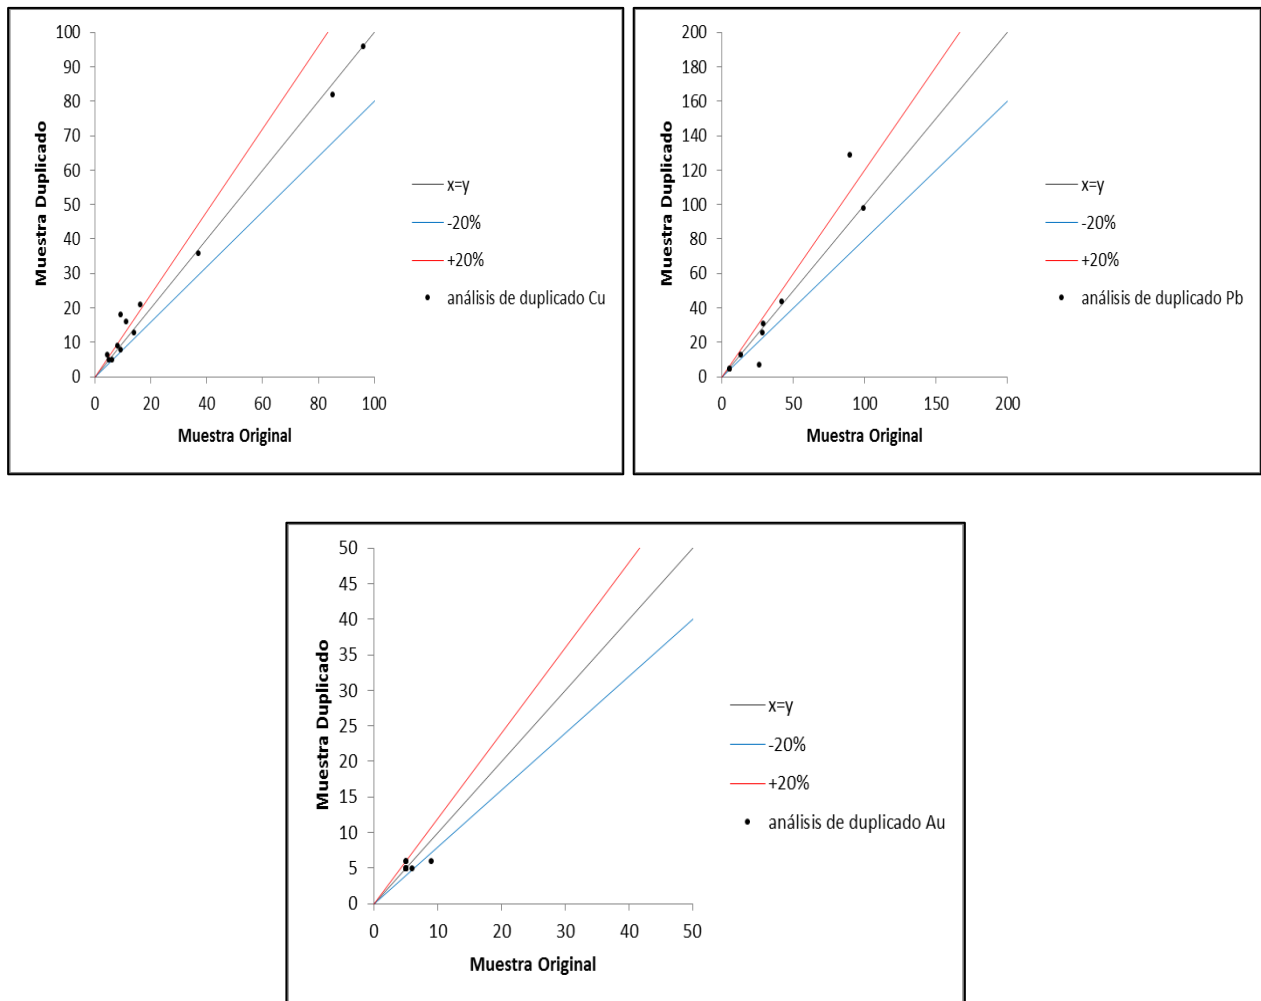 100
90
80
70
60
50
40
30
20
10
0
0 20 40 60 80 100
Muestra Duplicado
Muestra Original
x=y
-20%
+20%
análisis de duplicado Cu
200
180
160
140
120
100
80
60
40
20
0
0 50 100 150 200
Muestra Duplicado
Muestra Original
x=y
-20%
+20%
análisis de duplicado Pb
50
45
40
35
30
25
20
15
10
5
0
0 10 20 30 40 50
Muestra Duplicado
Muestra Original
x=y
-20%
+20%
análisis de duplicado Au